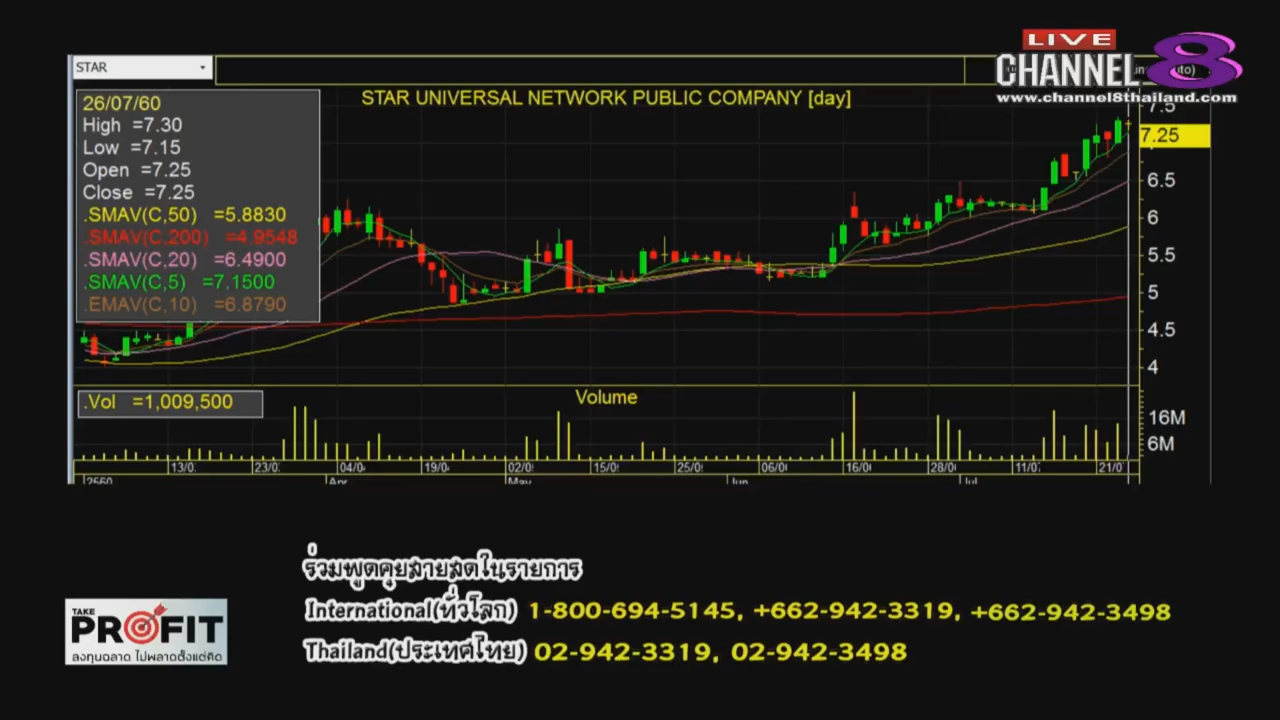 LIVE
CHANNEL 8
www.channel8thailand.com
STAR
STAR UNIVERSAL NETWORK PUBLIC COMPANY [day]
26/07/60
High =7.30
Low =7.15
Open =7.25
Close =7.25
.SMAV(C,50) =5.8830
.SMAV(C,200) =4.9548
.SMAV(C,20) =6.4900
.SMAV(C,5) =7.1500
.EMAV(C,10) =6.8790
7.5
7.25
6.5
6
5.5
5
4.5
4
.Vol =1,009,500
Volume
16M
6M
13/0 23/0 04/0 19/0 02/0 15/0 25/0 06/0 16/0 28/0 11/0 21/0
2560 Apr May Jun Jul
ร่วมพูดคุยสายสดในรายการ
International(ทั่วโลก) 1-800-694-5145, +662-942-3319, +662-942-3498
Thailand(ประเทศไทย) 02-942-3319, 02-942-3498
TAKE
PROFIT
ลงทุนฉลาด ไม่พลาดตั้งแต่คิด